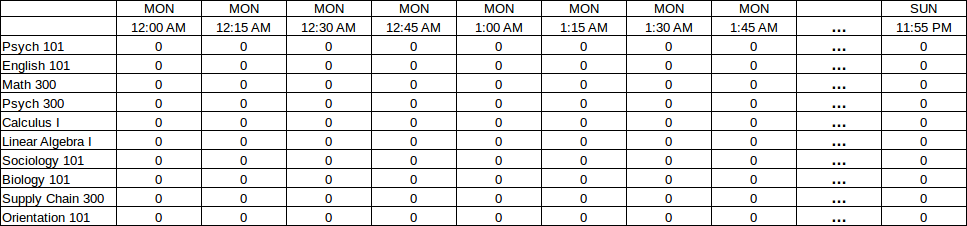 MON MON MON MON MON MON MON MON SUN
12:00 AM 12:15 AM 12:30 AM 12:45 AM 1:00 AM 1:15 AM 1:30 AM 1:45 AM ... 11:55 PM
Psych 101 0 0 0 0 0 0 0 0 ... 0
English 101 0 0 0 0 0 0 0 0 ... 0
Math 300 0 0 0 0 0 0 0 0 ... 0
Psych 300 0 0 0 0 0 0 0 0 ... 0
Calculus I 0 0 0 0 0 0 0 0 ... 0
Linear Algebra I 0 0 0 0 0 0 0 0 ... 0
Sociology 101 0 0 0 0 0 0 0 0 ... 0
Biology 101 0 0 0 0 0 0 0 0 ... 0
Supply Chain 300 0 0 0 0 0 0 0 0 ... 0
Orientation 101 0 0 0 0 0 0 0 0 ... 0